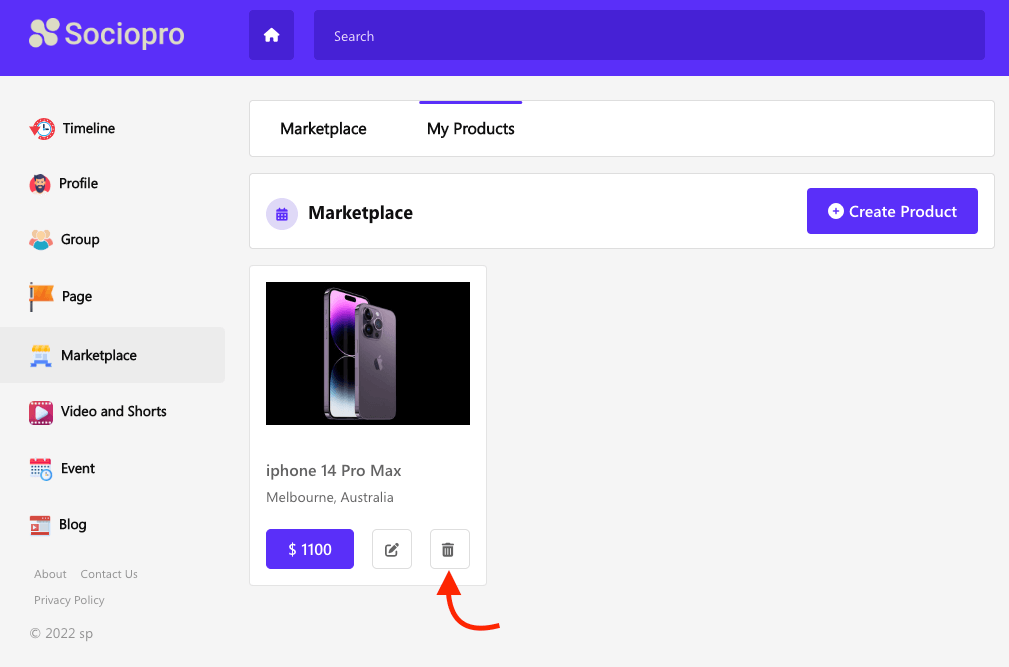 Sociopro
Search
Timeline
Profile
Group
Page
Marketplace
Video and Shorts
Event
Blog
About Contact Us
Privacy Policy
© 2022 sp
Marketplace My Products
Marketplace
Create Product
iphone 14 Pro Max
Melbourne, Australia
$ 1100